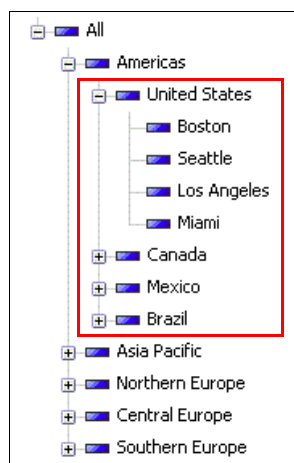 All
Americas
United States
Boston
Seattle
Los Angeles
Miami
Canada
Mexico
Brazil
Asia Pacific
Northern Europe
Central Europe
Southern Europe